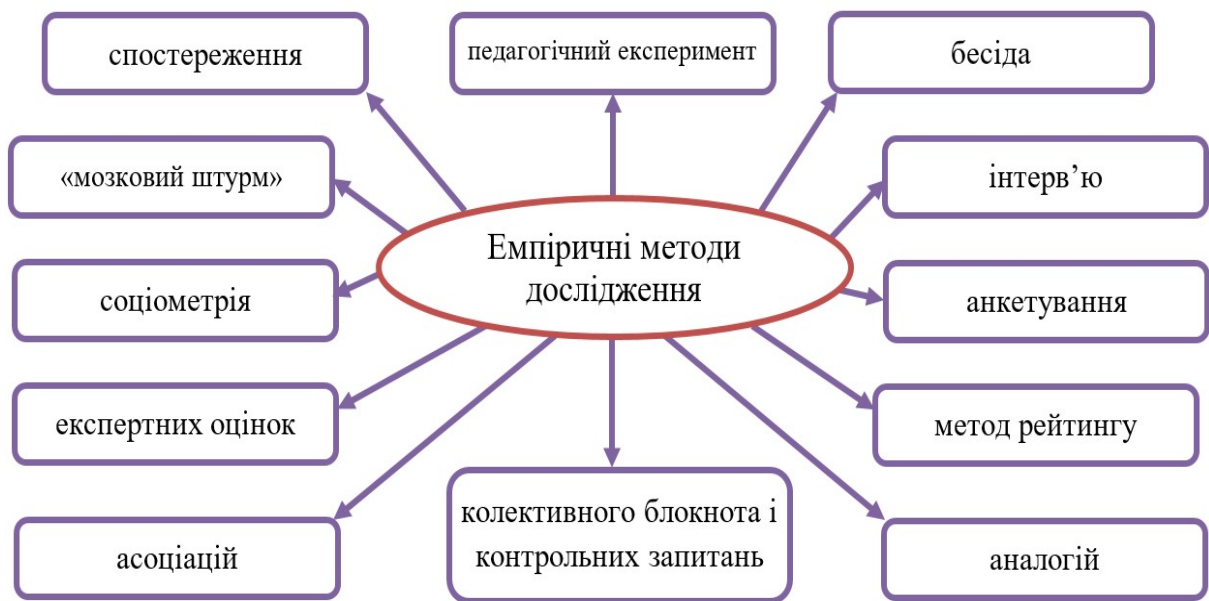 спостереження
педагогічний експеримент
бесіда
«мозковий штурм»
інтерв’ю
Емпіричні методи
дослідження
соціометрія
анкетування
експертних оцінок
метод рейтингу
колективного блокнота і
контрольних запитань
асоціацій
аналогій